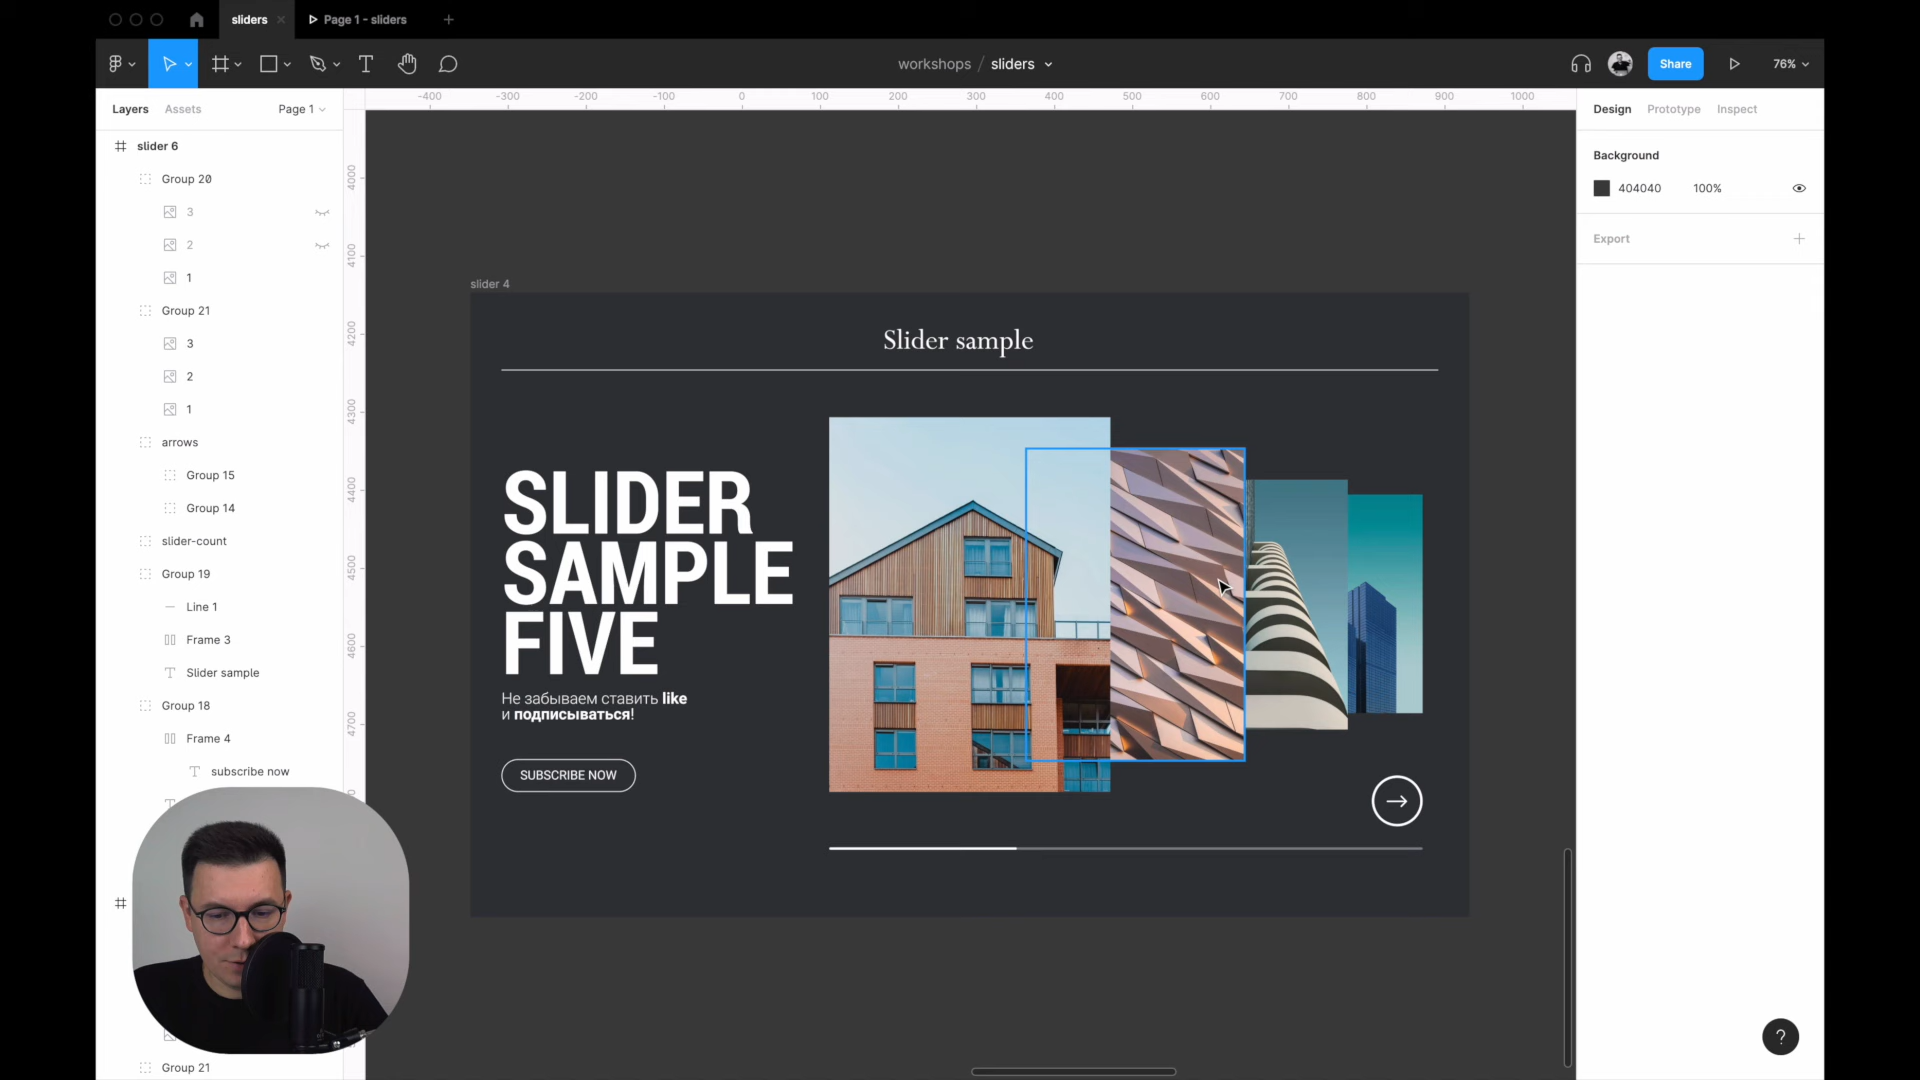 sliders
Page 1 - sliders
workshops / sliders
Share
76%
Layers
Assets
Page 1
-400 -300 -200 -100 0 100 200 300 400 500 600 700 800 900 1000
Design
Prototype
Inspect
slider 6
Group 20
3
2
1
Group 21
3
2
1
arrows
Group 15
Group 14
slider-count
Group 19
Line 1
Frame 3
Slider sample
Group 18
Frame 4
subscribe now
Group 21
4000
4100
4200
4300
4400
4500
4600
4700
slider 4
Slider sample
SLIDER
SAMPLE
FIVE
Не забываем ставить like
и подписываться!
SUBSCRIBE NOW
Background
404040 100%
Export
?